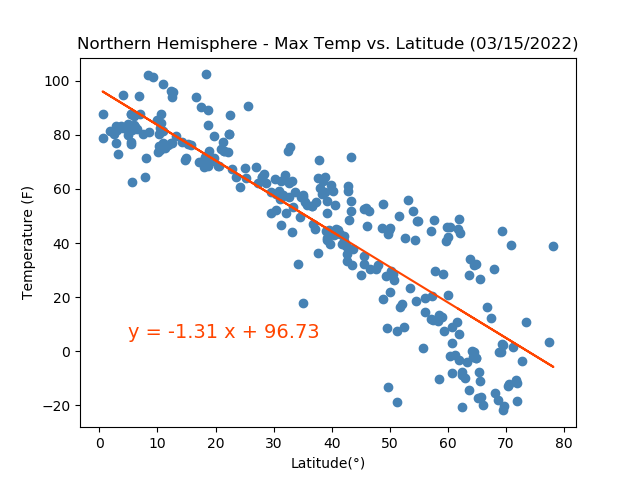 Northern Hemisphere - Max Temp vs. Latitude (03/15/2022)
100
80
60
40
20
0
−20
Temperature (F)
y = -1.31 x + 96.73
0 10 20 30 40 50 60 70 80
Latitude(°)